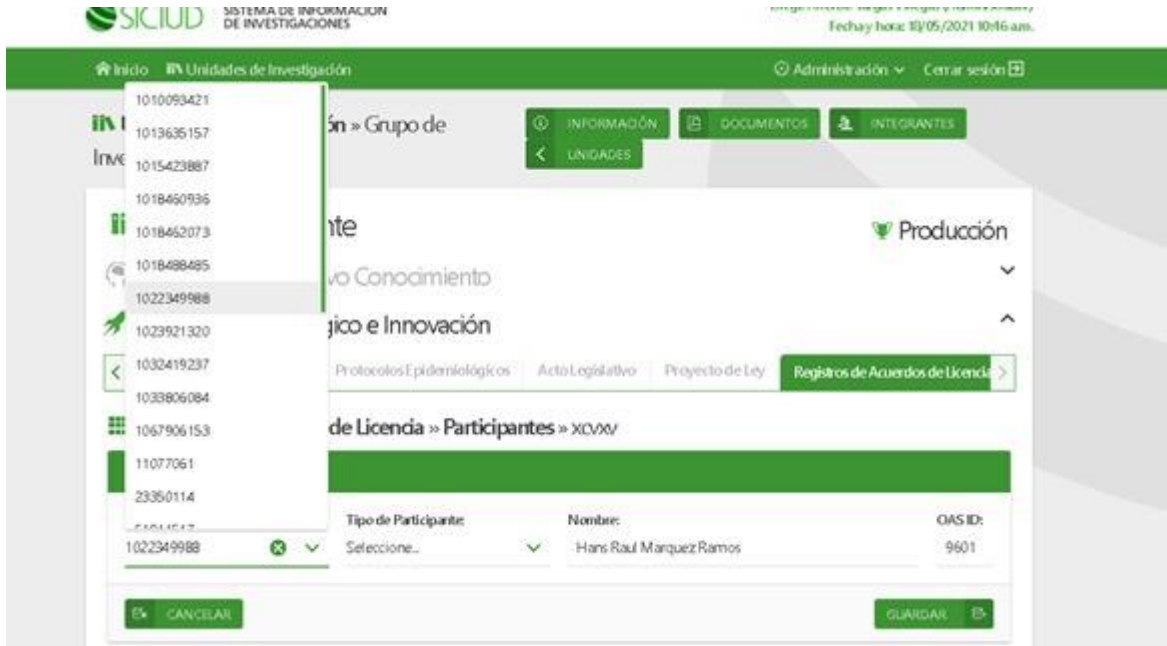 SICIUD
SISTEMA DE INFORMACIÓN
DE INVESTIGACIONES
Fecha y hora: 18/05/2021 10:46 am.
Inicio Unidades de Investigación
Administración Cerrar sesión
ón » Grupo de
Inve
INFORMACIÓN DOCUMENTOS INTEGRANTES
UNIDADES
1010093421
1013635157
1015423887
1018460936
1018462073
1018488485
1022349988
1023921320
1032419237
1033806084
1067906153
11077061
23350114
nte
Producción
vo Conocimiento
gico e Innovación
Protocolos Epidemiológicos Acto Legislativo Proyecto de Ley Registros de Acuerdos de Licencia
de Licencia » Participantes » xcvxv
Tipo de Participante: Nombre: OAS ID:
1022349988 Seleccione... Hans Raul Marquez Ramos 9601
CANCELAR GUARDAR